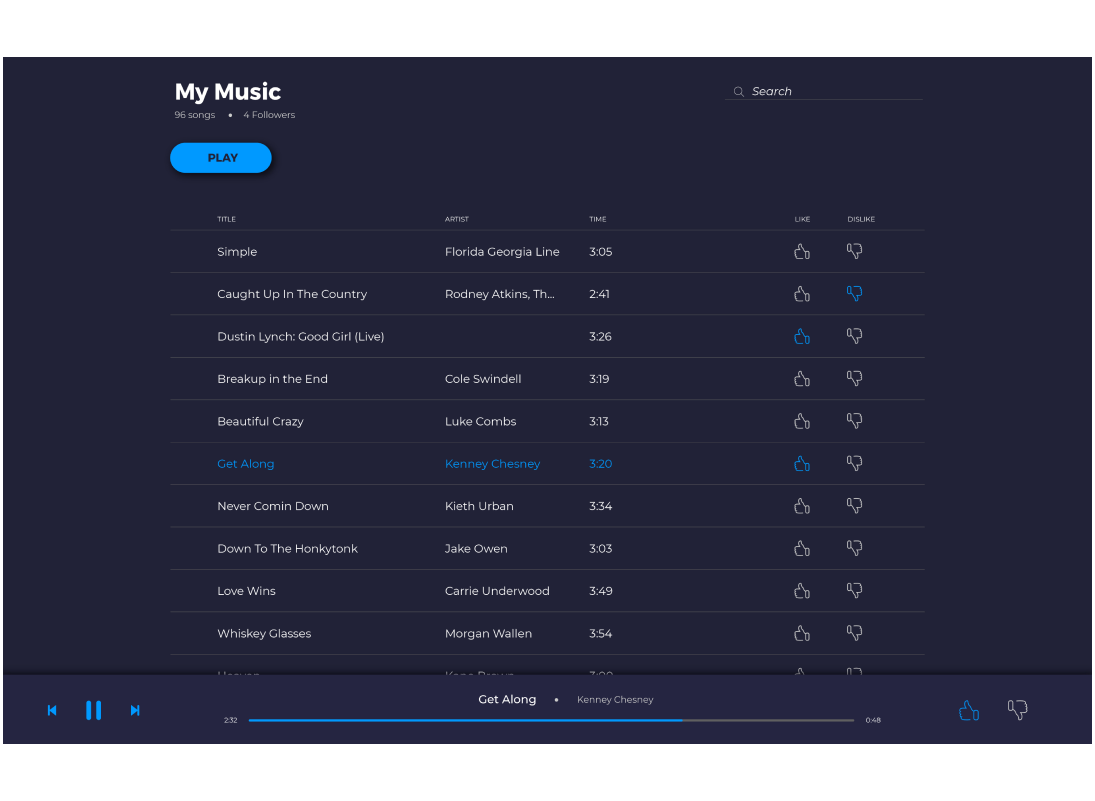 My Music
Search
96 songs • 4 Followers
PLAY
TITLE ARTIST TIME LIKE DISLIKE
Simple Florida Georgia Line 3:05
Caught Up In The Country Rodney Atkins, Th... 2:41
Dustin Lynch: Good Girl (Live) 3:26
Breakup in the End Cole Swindell 3:19
Beautiful Crazy Luke Combs 3:13
Get Along Kenney Chesney 3:20
Never Comin Down Kieth Urban 3:34
Down To The Honkytonk Jake Owen 3:03
Love Wins Carrie Underwood 3:49
Whiskey Glasses Morgan Wallen 3:54
Get Along • Kenney Chesney
2:32 0:48